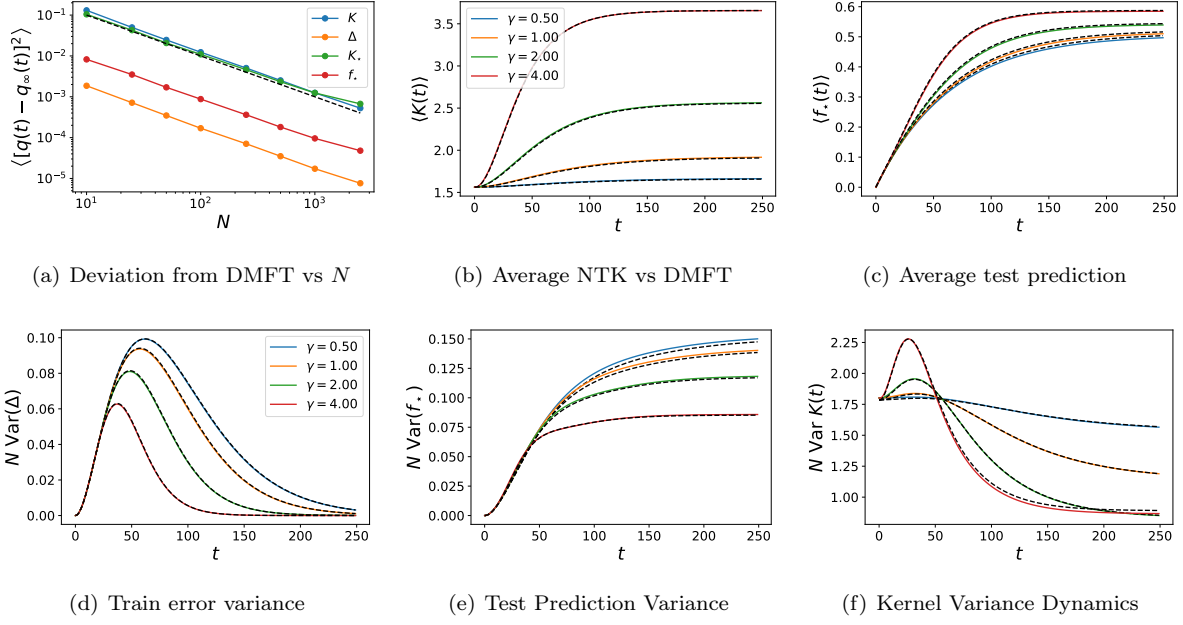 ⟨[q(t) − q∞(t)]²⟩
10⁻¹
10⁻²
10⁻³
10⁻⁴
10⁻⁵
10¹
10²
10³
N
K
Δ
K⋆
f⋆
(a) Deviation from DMFT vs N
⟨K(t)⟩
3.5
3.0
2.5
2.0
1.5
0
50
100
150
200
250
t
γ = 0.50
γ = 1.00
γ = 2.00
γ = 4.00
(b) Average NTK vs DMFT
⟨f⋆(t)⟩
0.6
0.5
0.4
0.3
0.2
0.1
0.0
0
50
100
150
200
250
t
(c) Average test prediction
N Var(Δ)
0.10
0.08
0.06
0.04
0.02
0.00
0
50
100
150
200
250
t
γ = 0.50
γ = 1.00
γ = 2.00
γ = 4.00
(d) Train error variance
N Var(f⋆)
0.150
0.125
0.100
0.075
0.050
0.025
0.000
0
50
100
150
200
250
t
(e) Test Prediction Variance
N Var K(t)
2.25
2.00
1.75
1.50
1.25
1.00
0
50
100
150
200
250
t
(f) Kernel Variance Dynamics